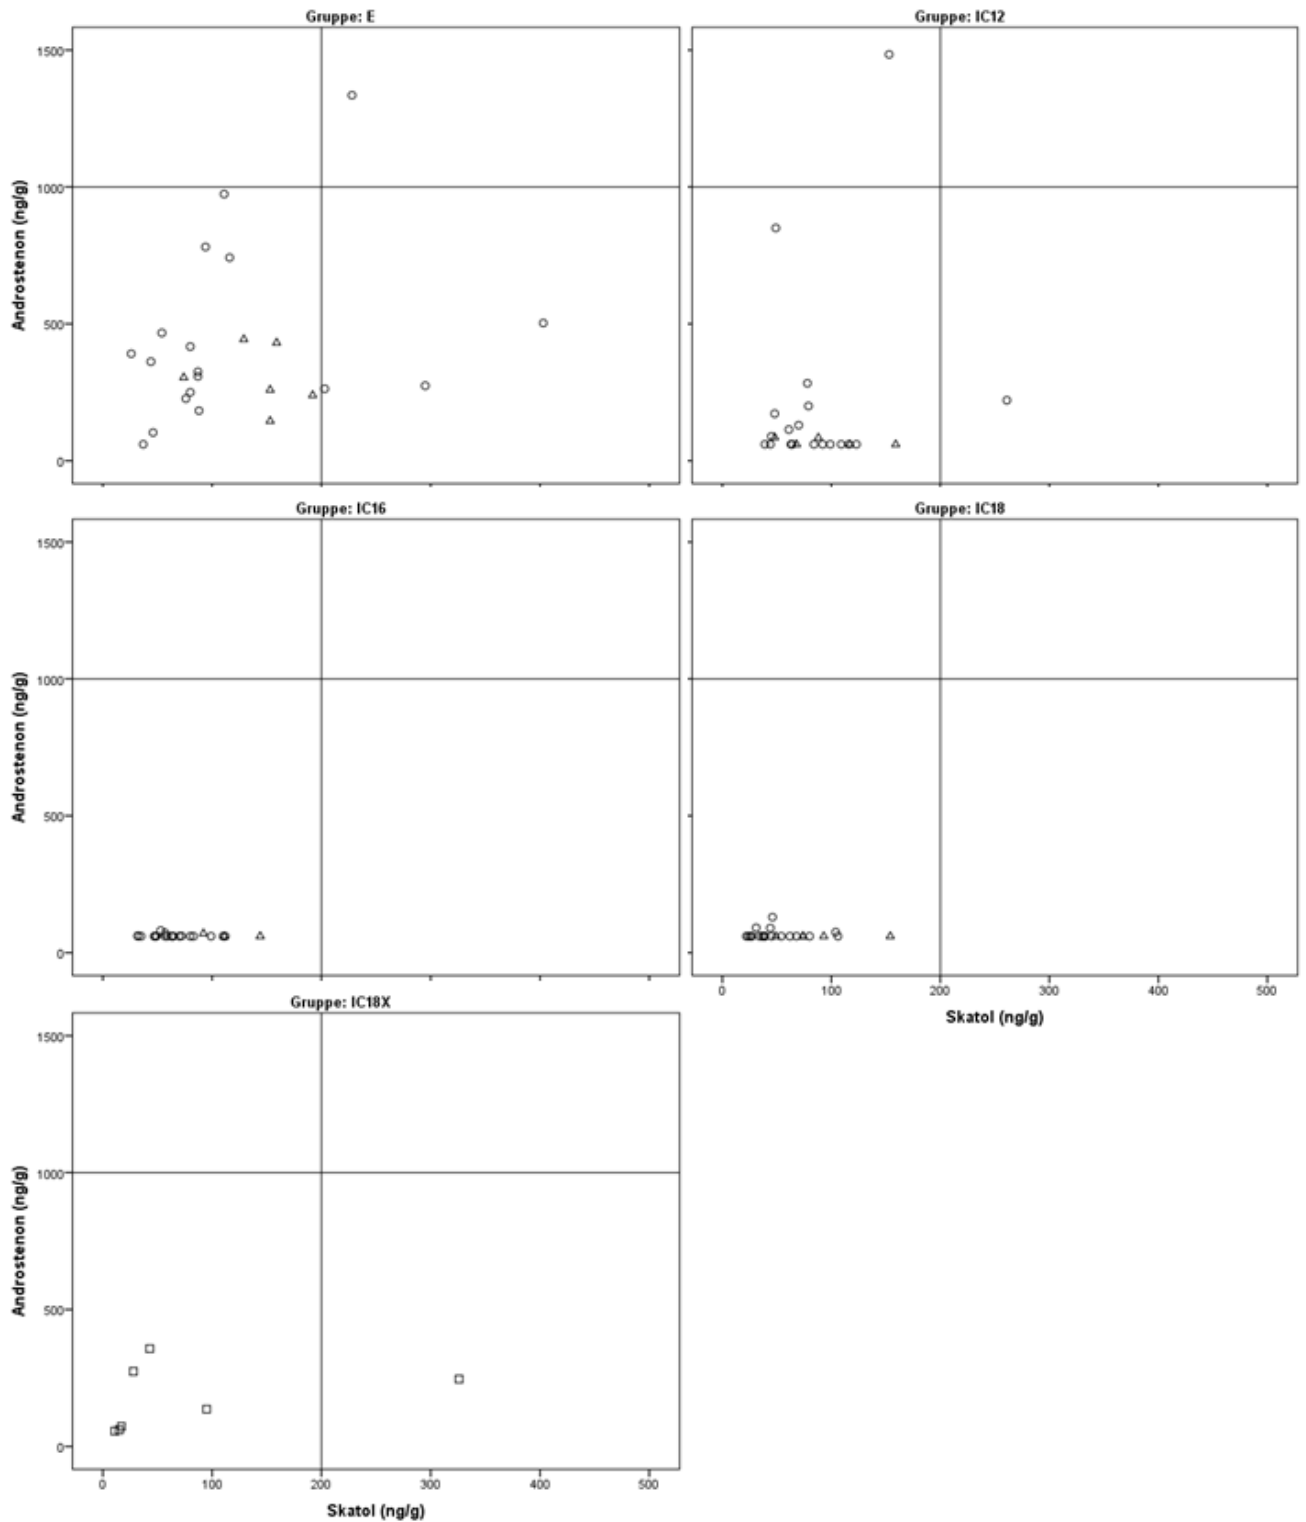 Gruppe: E
Gruppe: IC12
1500
1000
500
0
Androstenon (ng/g)
Gruppe: IC16
Gruppe: IC18
1500
1000
500
0
Androstenon (ng/g)
0 100 200 300 400 500
Skatol (ng/g)
Gruppe: IC18X
1500
1000
500
0
Androstenon (ng/g)
0 100 200 300 400 500
Skatol (ng/g)